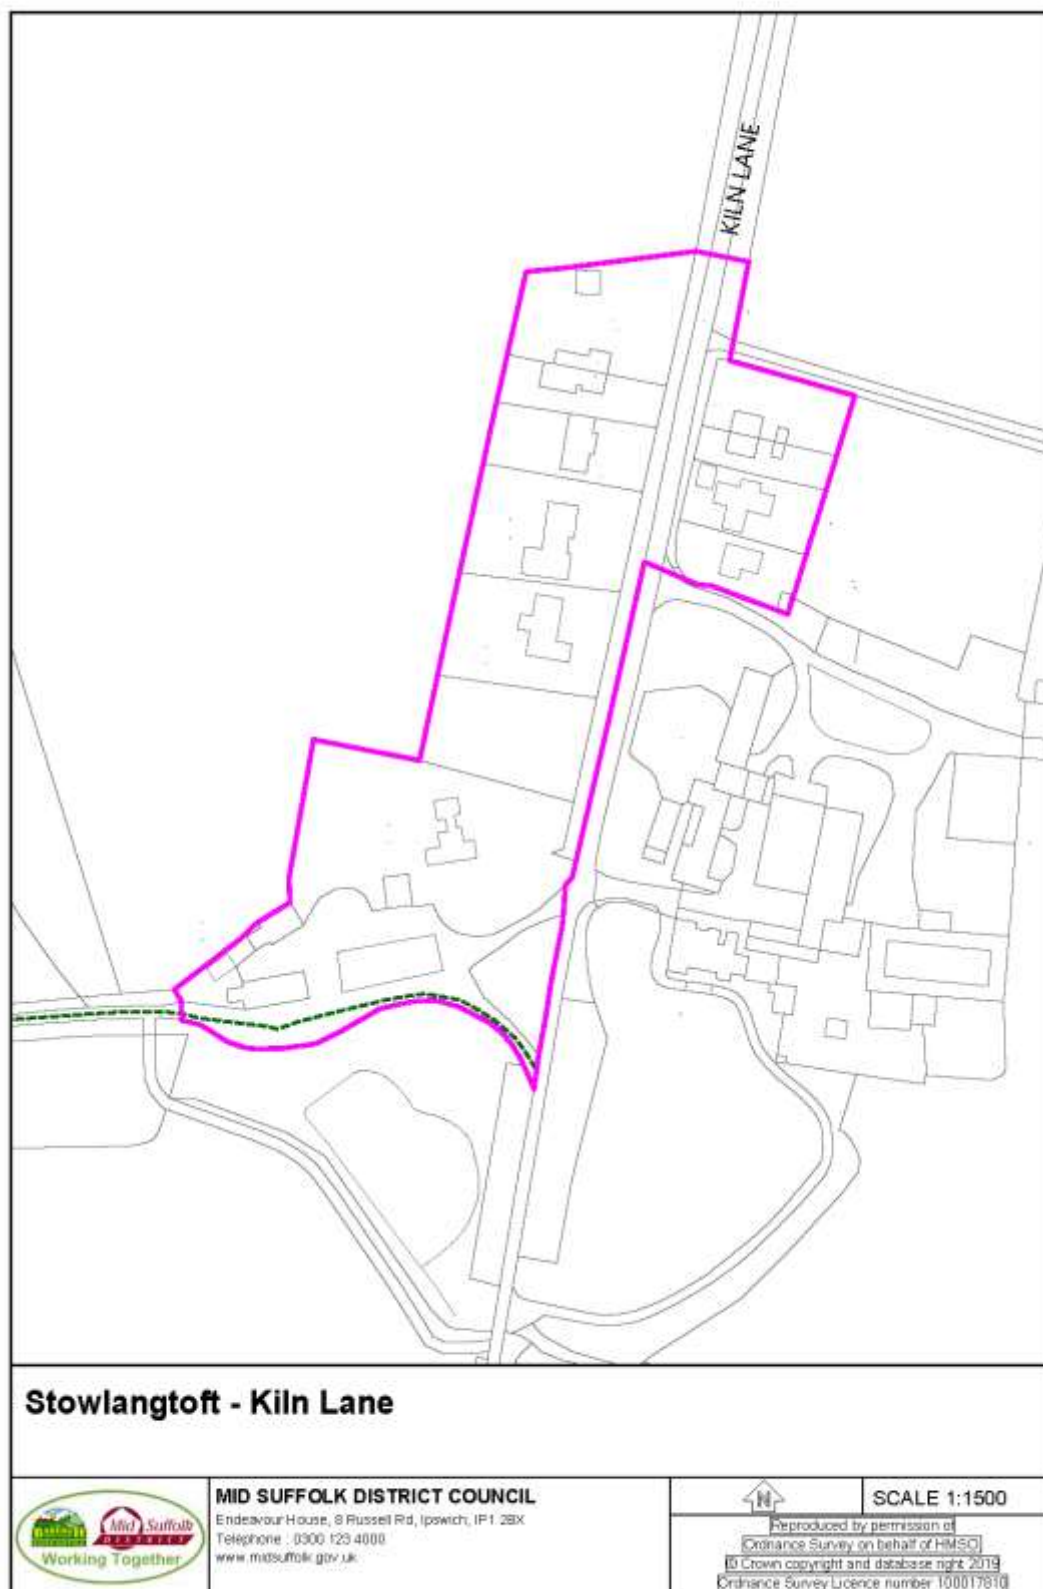 KILN LANE
Stowlangtoft - Kiln Lane
Mid Suffolk
DISTRICT
Working Together
MID SUFFOLK DISTRICT COUNCIL
Endeavour House, 8 Russell Rd, Ipswich, IP1 2BX
Telephone : 0300 123 4000
www.midsuffolk.gov.uk
N
SCALE 1:1500
Reproduced by permission of
Ordnance Survey on behalf of HMSO
© Crown copyright and database right 2019
Ordnance Survey Licence number 100017810